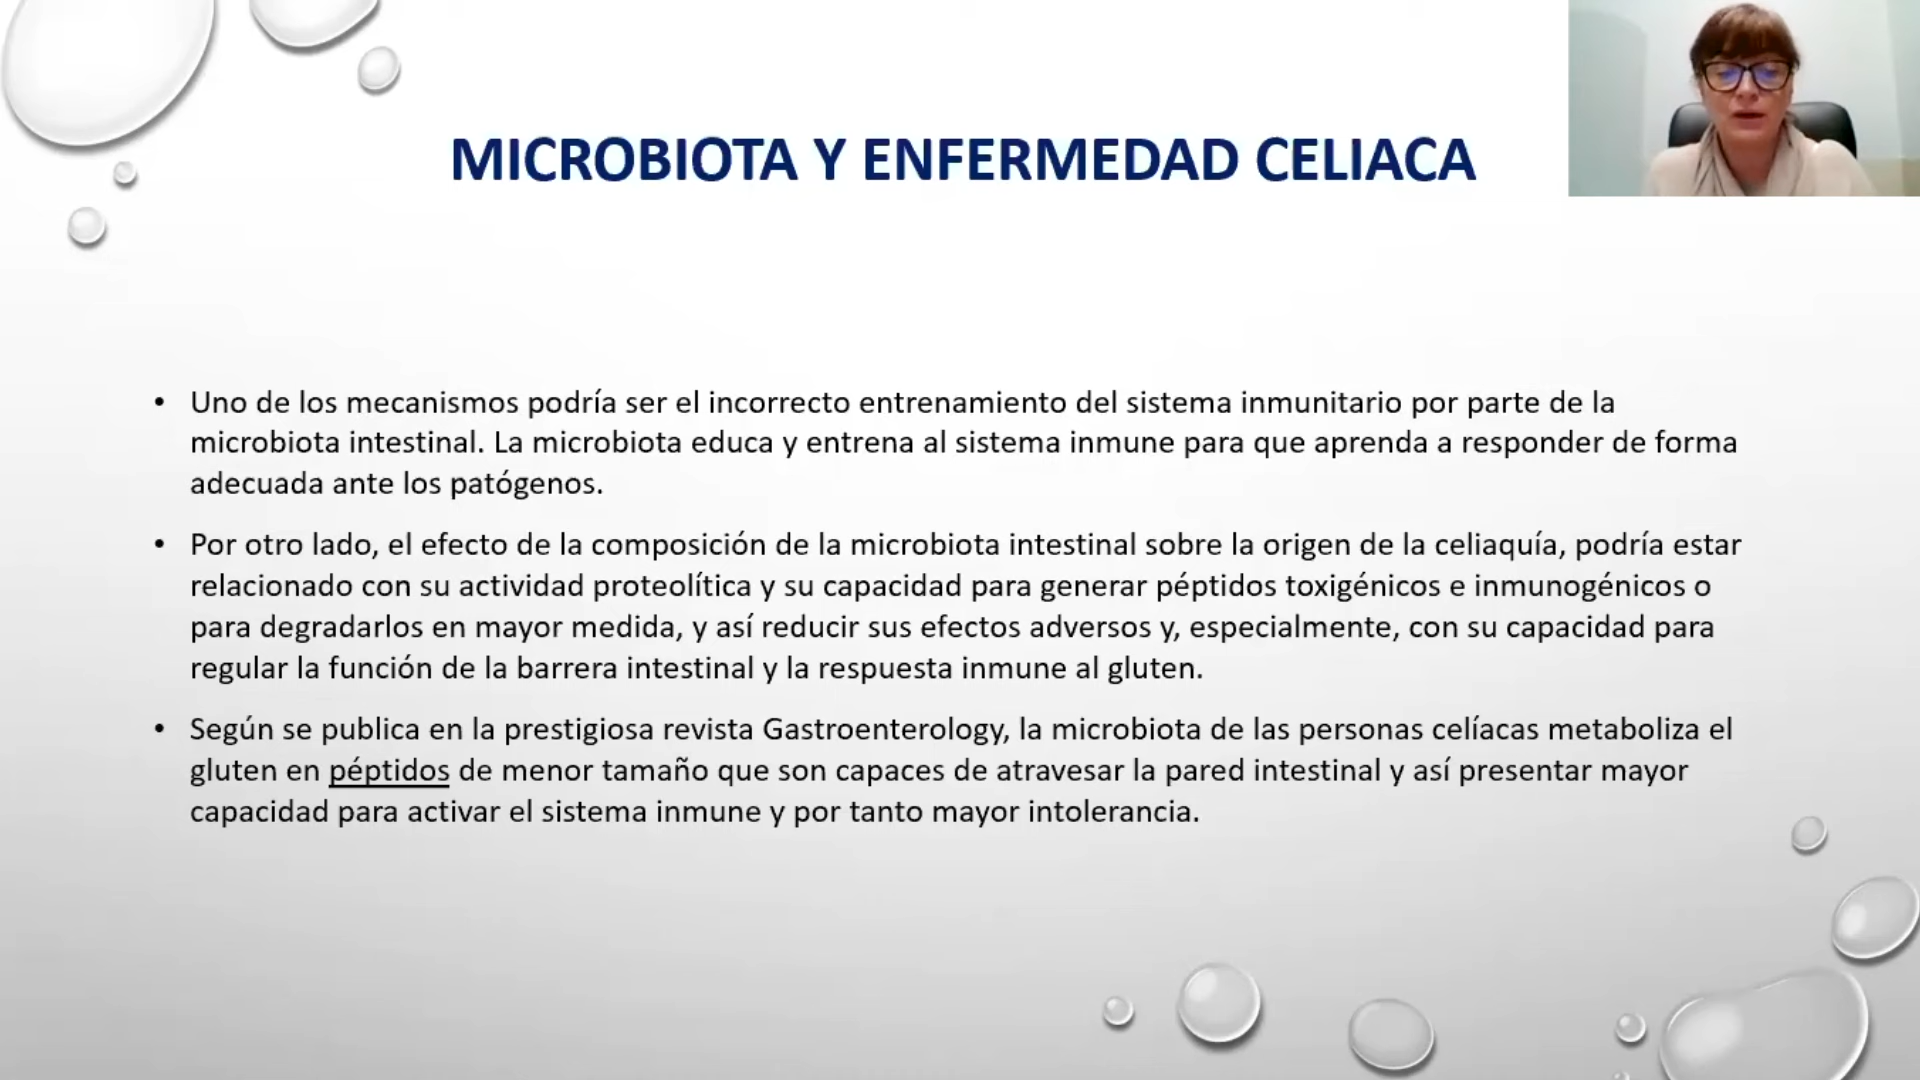 MICROBIOTA Y ENFERMEDAD CELIACA
• Uno de los mecanismos podría ser el incorrecto entrenamiento del sistema inmunitario por parte de la
microbiota intestinal. La microbiota educa y entrena al sistema inmune para que aprenda a responder de forma
adecuada ante los patógenos.
• Por otro lado, el efecto de la composición de la microbiota intestinal sobre la origen de la celiaquía, podría estar
relacionado con su actividad proteolítica y su capacidad para generar péptidos toxigénicos e inmunogénicos o
para degradarlos en mayor medida, y así reducir sus efectos adversos y, especialmente, con su capacidad para
regular la función de la barrera intestinal y la respuesta inmune al gluten.
• Según se publica en la prestigiosa revista Gastroenterology, la microbiota de las personas celíacas metaboliza el
gluten en péptidos de menor tamaño que son capaces de atravesar la pared intestinal y así presentar mayor
capacidad para activar el sistema inmune y por tanto mayor intolerancia.